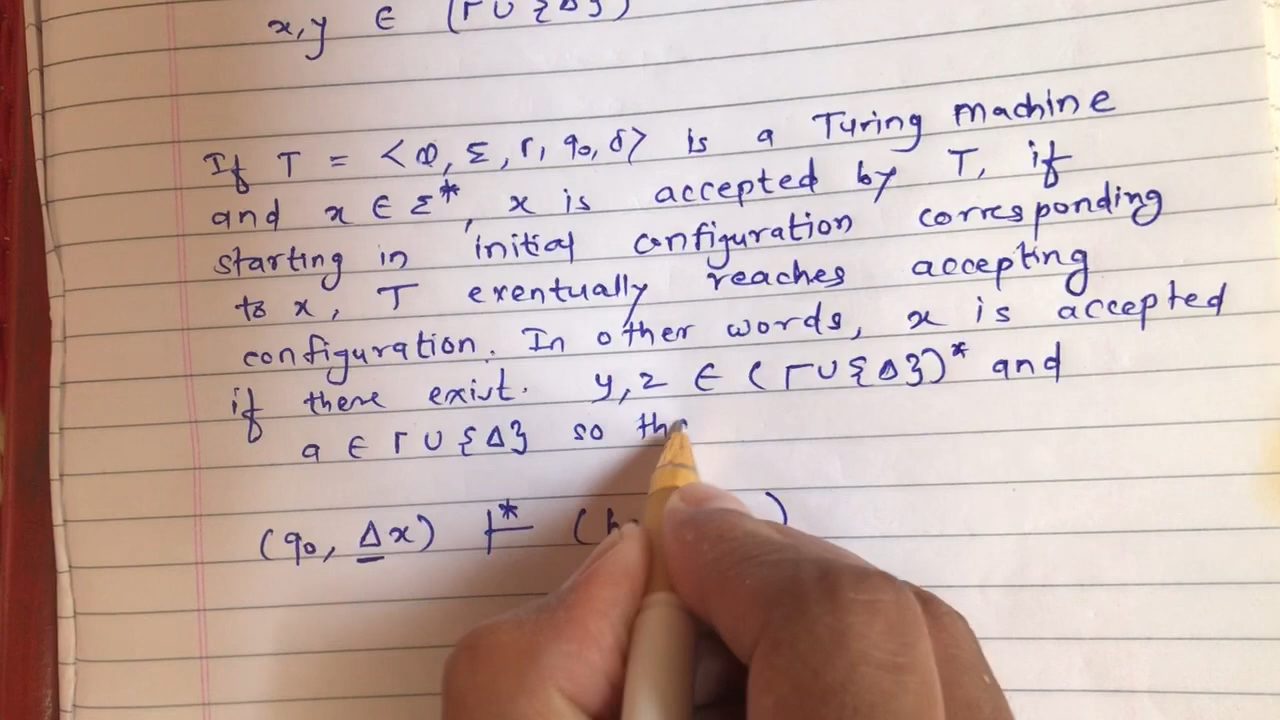 x, y ∈ (Γ ∪ {Δ})
If T = <Q, Σ, Γ, q₀, δ> is a Turing machine
and x ∈ Σ*, x is accepted by T, if
starting in initial configuration corresponding
to x, T eventually reaches accepting
configuration. In other words, x is accepted
if there exist. y, z ∈ (Γ ∪ {Δ})* and
a ∈ Γ ∪ {Δ} so
(q₀, Δx) ⊢* (h )